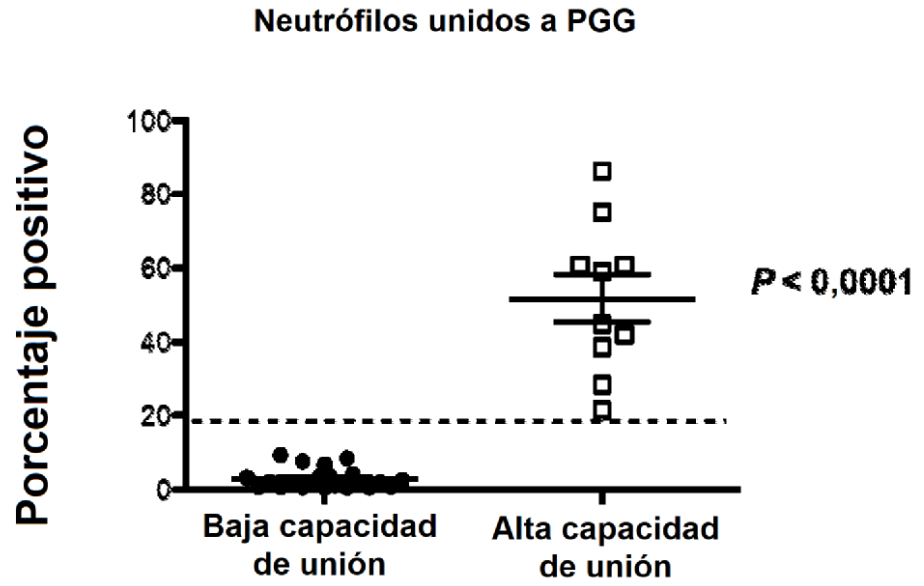 Neutrófilos unidos a PGG
Porcentaje positivo
100
80
60
40
20
0
P < 0,0001
Baja capacidad
de unión
Alta capacidad
de unión